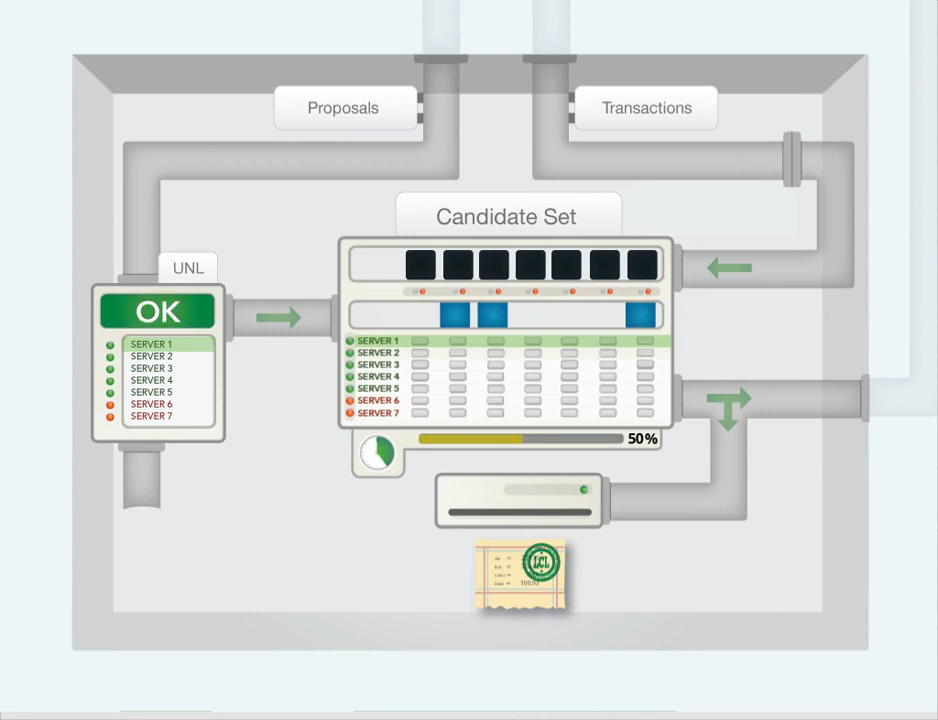 Proposals
Transactions
Candidate Set
UNL
OK
SERVER 1
SERVER 2
SERVER 3
SERVER 4
SERVER 5
SERVER 6
SERVER 7
SERVER 1
SERVER 2
SERVER 3
SERVER 4
SERVER 5
SERVER 6
SERVER 7
50%
LCL